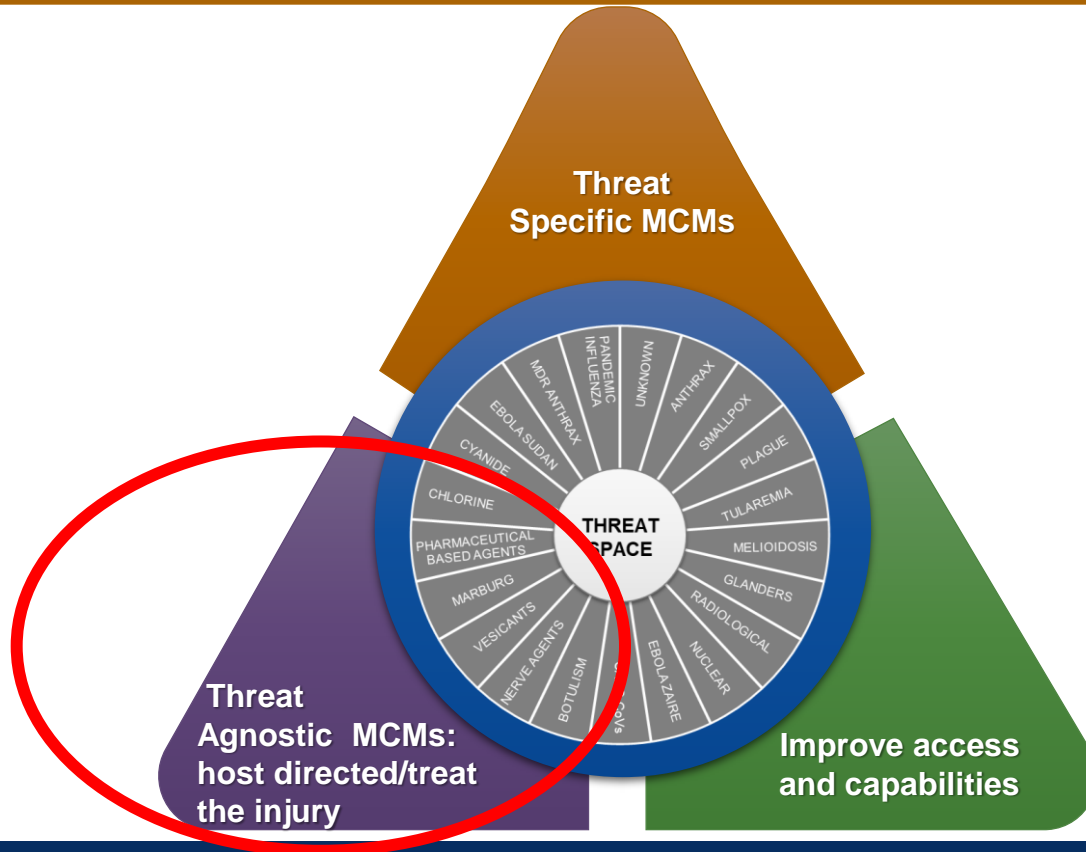 Threat
Specific MCMs
THREAT
SPACE
UNKNOWN
ANTHRAX
SMALLPOX
PLAGUE
TULAREMIA
MELIOIDOSIS
GLANDERS
RADIOLOGICAL
NUCLEAR
EBOLA ZAIRE
CoVs
BOTULISM
NERVE AGENTS
VESICANTS
MARBURG
PHARMACEUTICAL
BASED AGENTS
CHLORINE
CYANIDE
EBOLA SUDAN
MDR ANTHRAX
PANDEMIC
INFLUENZA
Threat
Agnostic MCMs:
host directed/treat
the injury
Improve access
and capabilities